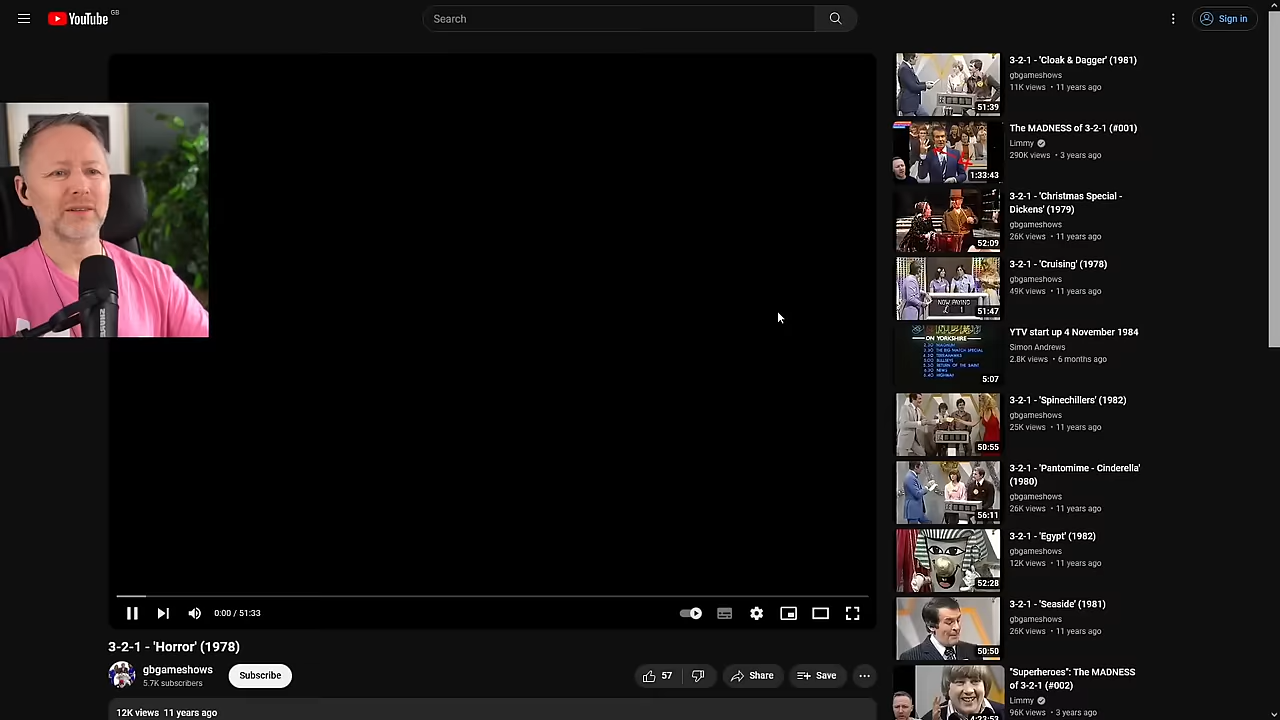 YouTube GB
Search
Sign in
3-2-1 - 'Cloak & Dagger' (1981)
gbgameshows
11K views • 11 years ago
51:39
The MADNESS of 3-2-1 (#001)
Limmy
290K views • 3 years ago
1:33:43
3-2-1 - 'Christmas Special -
Dickens' (1979)
gbgameshows
26K views • 11 years ago
52:09
3-2-1 - 'Cruising' (1978)
gbgameshows
49K views • 11 years ago
NOW PAYING
£ 1
51:47
YTV start up 4 November 1984
Simon Andrews
2.8K views • 6 months ago
ON YORKSHIRE
5:07
3-2-1 - 'Spinechillers' (1982)
gbgameshows
25K views • 11 years ago
50:55
3-2-1 - 'Pantomime - Cinderella'
(1980)
gbgameshows
26K views • 11 years ago
56:11
3-2-1 - 'Egypt' (1982)
gbgameshows
12K views • 11 years ago
52:28
3-2-1 - 'Seaside' (1981)
gbgameshows
26K views • 11 years ago
50:50
"Superheroes": The MADNESS
of 3-2-1 (#002)
Limmy
96K views • 3 years ago
4:23:53
0:00 / 51:33
3-2-1 - 'Horror' (1978)
gbgameshows
5.7K subscribers
Subscribe
57
Share
Save
12K views 11 years ago